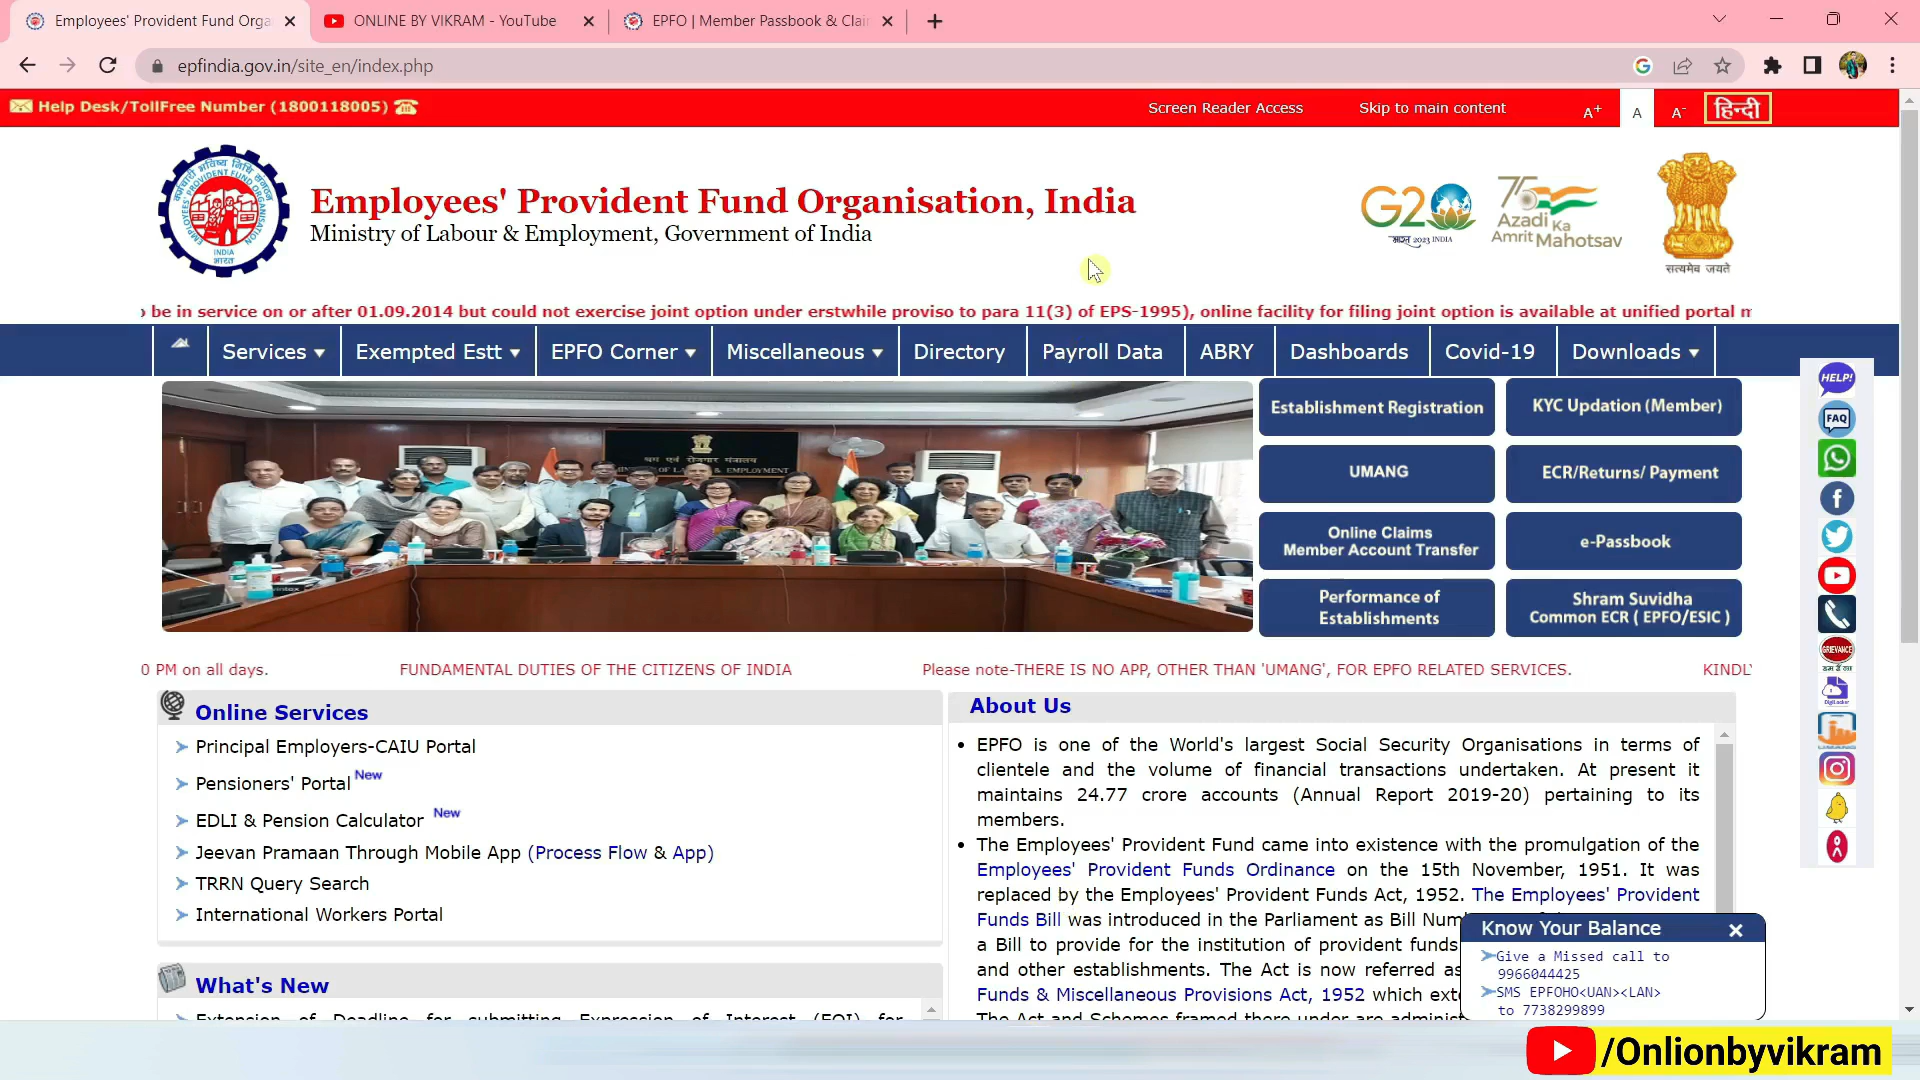 Employees' Provident Fund Orga
ONLINE BY VIKRAM - YouTube
EPFO | Member Passbook & Clai
epfindia.gov.in/site_en/index.php
Help Desk/TollFree Number (1800118005)
Screen Reader Access
Skip to main content
A+
A
A-
हिन्दी
Employees' Provident Fund Organisation, India
Ministry of Labour & Employment, Government of India
G20
भारत 2023 INDIA
75
Azadi Ka
Amrit Mahotsav
सत्यमेव जयते
be in service on or after 01.09.2014 but could not exercise joint option under erstwhile proviso to para 11(3) of EPS-1995), online facility for filing joint option is available at unified portal
Services
Exempted Estt
EPFO Corner
Miscellaneous
Directory
Payroll Data
ABRY
Dashboards
Covid-19
Downloads
Establishment Registration
KYC Updation (Member)
UMANG
ECR/Returns/ Payment
Online Claims
Member Account Transfer
e-Passbook
Performance of
Establishments
Shram Suvidha
Common ECR ( EPFO/ESIC )
HELP!
FAQ
GRIEVANCE
DigiLocker
0 PM on all days.
FUNDAMENTAL DUTIES OF THE CITIZENS OF INDIA
Please note-THERE IS NO APP, OTHER THAN 'UMANG', FOR EPFO RELATED SERVICES.
KINDLY
Online Services
Principal Employers-CAIU Portal
Pensioners' Portal New
EDLI & Pension Calculator New
Jeevan Pramaan Through Mobile App (Process Flow & App)
TRRN Query Search
International Workers Portal
What's New
Extension of Deadline for submitting Expression of Interest (EOI) for
About Us
EPFO is one of the World's largest Social Security Organisations in terms of
clientele and the volume of financial transactions undertaken. At present it
maintains 24.77 crore accounts (Annual Report 2019-20) pertaining to its
members.
The Employees' Provident Fund came into existence with the promulgation of the
Employees' Provident Funds Ordinance on the 15th November, 1951. It was
replaced by the Employees' Provident Funds Act, 1952. The Employees' Provident
Funds Bill was introduced in the Parliament as Bill
a Bill to provide for the institution of provident funds
and other establishments. The Act is now referred as
Funds & Miscellaneous Provisions Act, 1952 which
The Act and Schemes framed there under are
Know Your Balance
Give a Missed call to
9966044425
SMS EPFOHO<UAN><LAN>
to 7738299899
/Onlionbyvikram